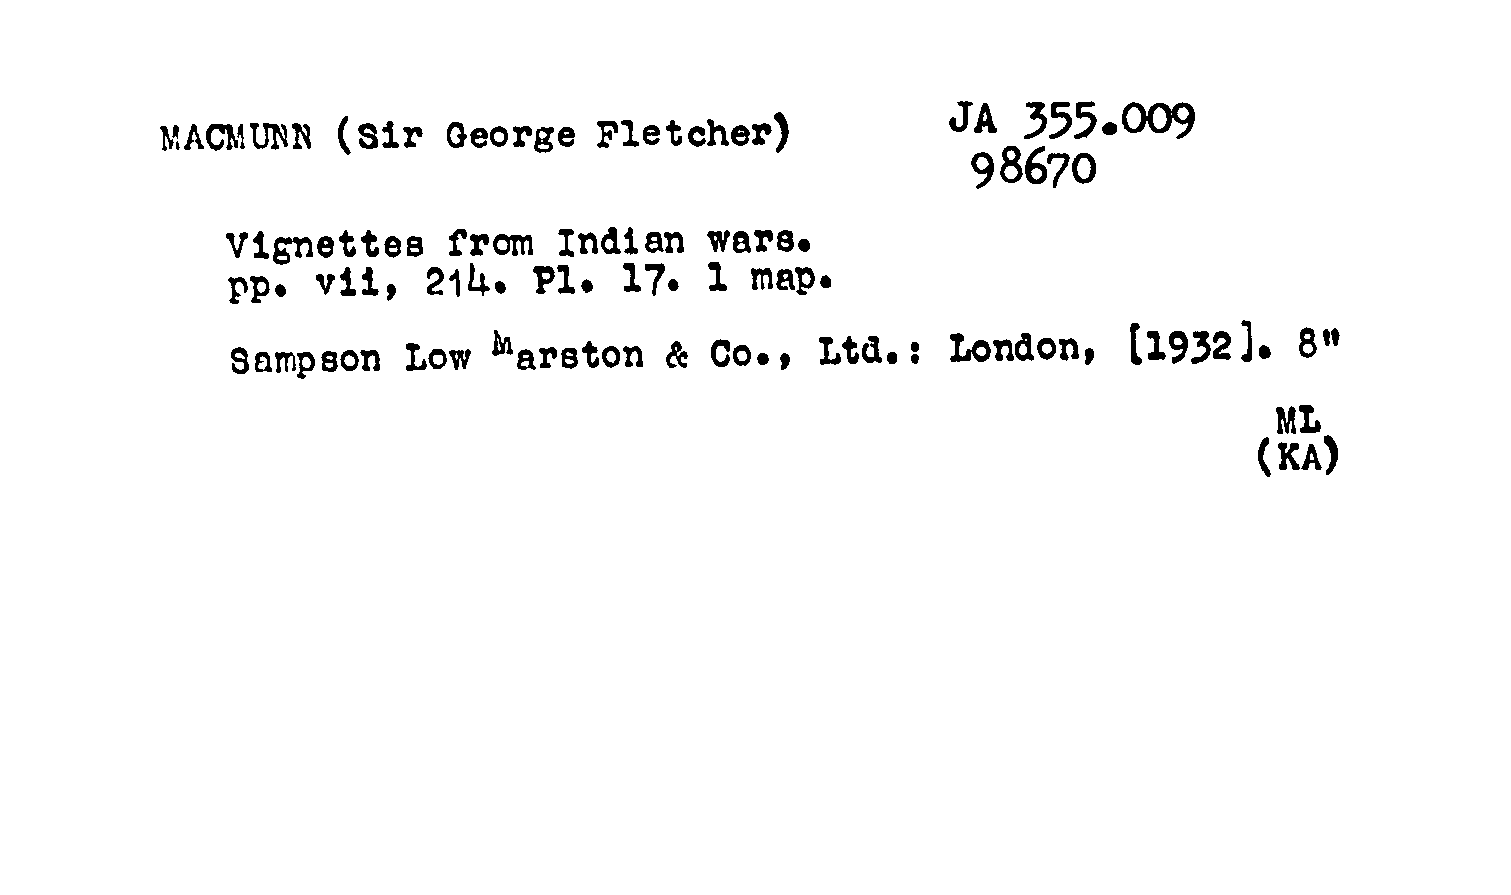 MACMUNN (Sir George Fletcher)
JA 355.009
98670
Vignettes from Indian wars.
pp. vii, 214. Pl. 17. 1 map.
Sampson Low Marston & Co., Ltd.: London, [1932]. 8"
ML
(KA)